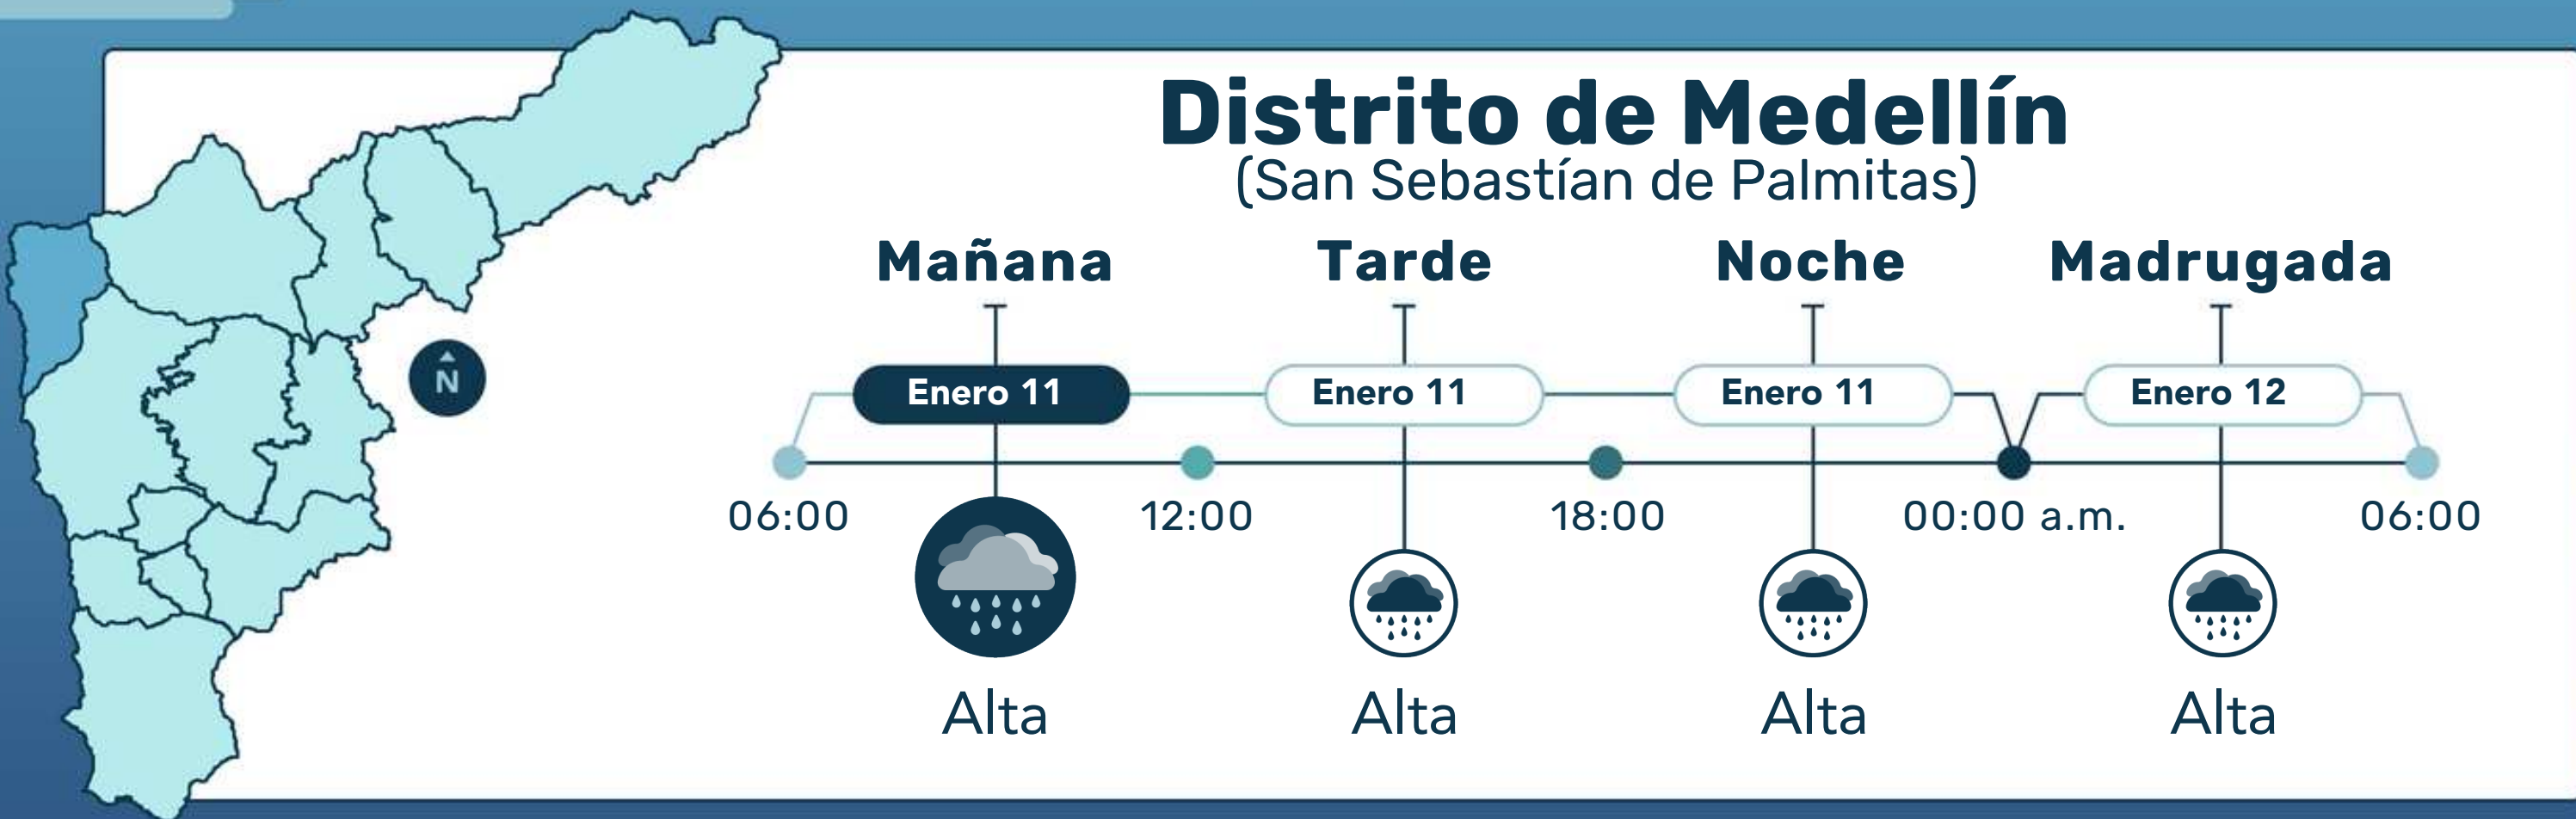 Distrito de Medellín
(San Sebastían de Palmitas)
Mañana Tarde Noche Madrugada
Enero 11 Enero 11 Enero 11 Enero 12
N
06:00 12:00 18:00 00:00 a.m. 06:00
Alta Alta Alta Alta